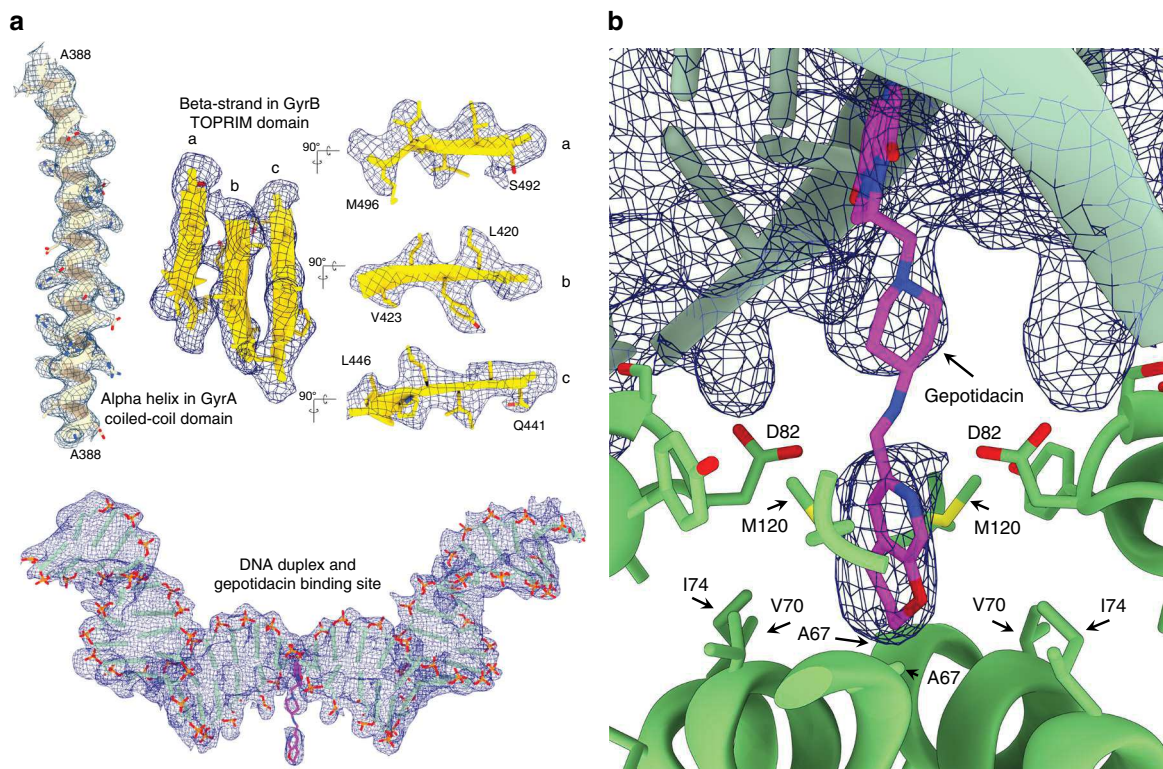 a
A388
Beta-strand in GyrB
TOPRIM domain
a
b
c
90°
a
S492
M496
90°
L420
b
V423
90°
L446
c
Q441
Alpha helix in GyrA
coiled-coil domain
A388
DNA duplex and
gepotidacin binding site
b
Gepotidacin
D82
D82
M120
M120
I74
V70
A67
V70
I74
A67